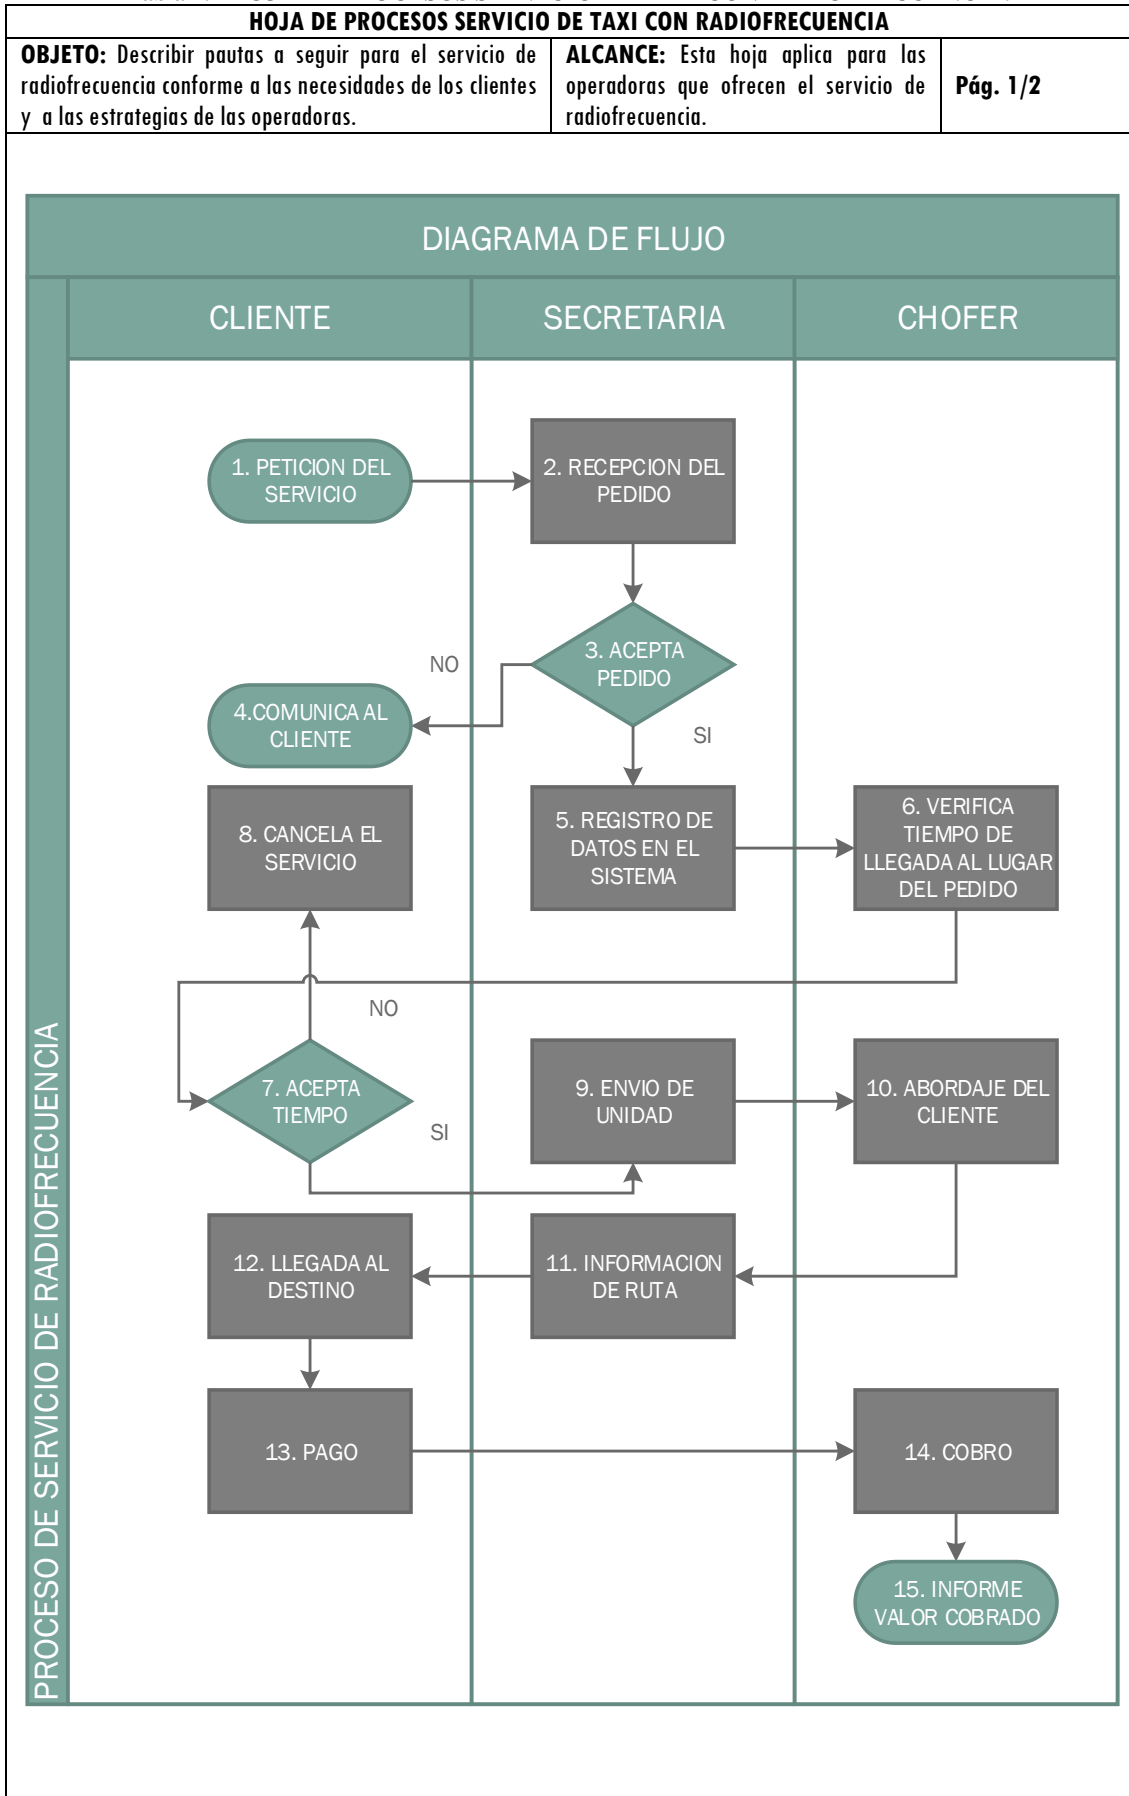 HOJA DE PROCESOS SERVICIO DE TAXI CON RADIOFRECUENCIA
OBJETO: Describir pautas a seguir para el servicio de
radiofrecuencia conforme a las necesidades de los clientes
y a las estrategias de las operadoras.
ALCANCE: Esta hoja aplica para las
operadoras que ofrecen el servicio de
radiofrecuencia.
Pág. 1/2
DIAGRAMA DE FLUJO
CLIENTE
SECRETARIA
CHOFER
PROCESO DE SERVICIO DE RADIOFRECUENCIA
1. PETICION DEL
SERVICIO
2. RECEPCION DEL
PEDIDO
3. ACEPTA
PEDIDO
NO
SI
4.COMUNICA AL
CLIENTE
5. REGISTRO DE
DATOS EN EL
SISTEMA
6. VERIFICA
TIEMPO DE
LLEGADA AL LUGAR
DEL PEDIDO
8. CANCELA EL
SERVICIO
NO
7. ACEPTA
TIEMPO
SI
9. ENVIO DE
UNIDAD
10. ABORDAJE DEL
CLIENTE
11. INFORMACION
DE RUTA
12. LLEGADA AL
DESTINO
13. PAGO
14. COBRO
15. INFORME
VALOR COBRADO